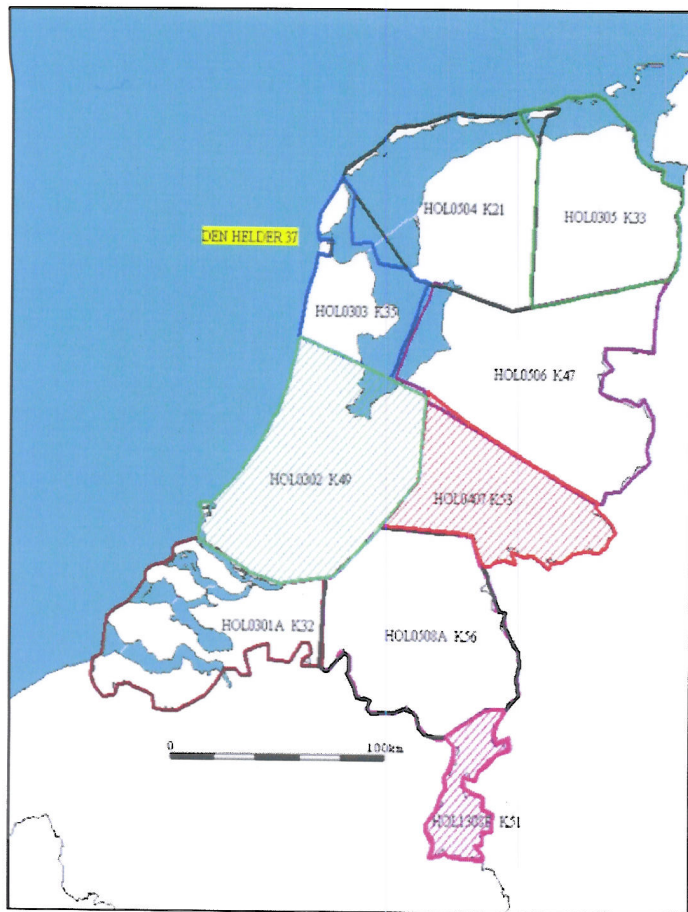 HOL0504 K21
HOL0305 K33
DEN HELDER 37
HOL0303 K35
HOL0506 K47
HOL0302 K49
HOL0407 K53
HOL0301A K32
HOL0508A K56
0 100km
HOL1308B K51